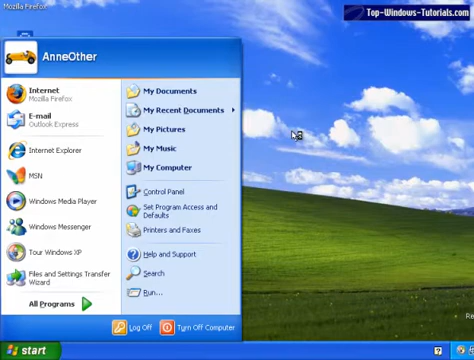 Mozilla Firefox
Top-Windows-Tutorials.com
AnneOther
Internet
Mozilla Firefox
E-mail
Outlook Express
Internet Explorer
MSN
Windows Media Player
Windows Messenger
Tour Windows XP
Files and Settings Transfer
Wizard
All Programs
My Documents
My Recent Documents
My Pictures
My Music
My Computer
Control Panel
Set Program Access and
Defaults
Printers and Faxes
Help and Support
Search
Run...
Log Off
Turn Off Computer
Re
start